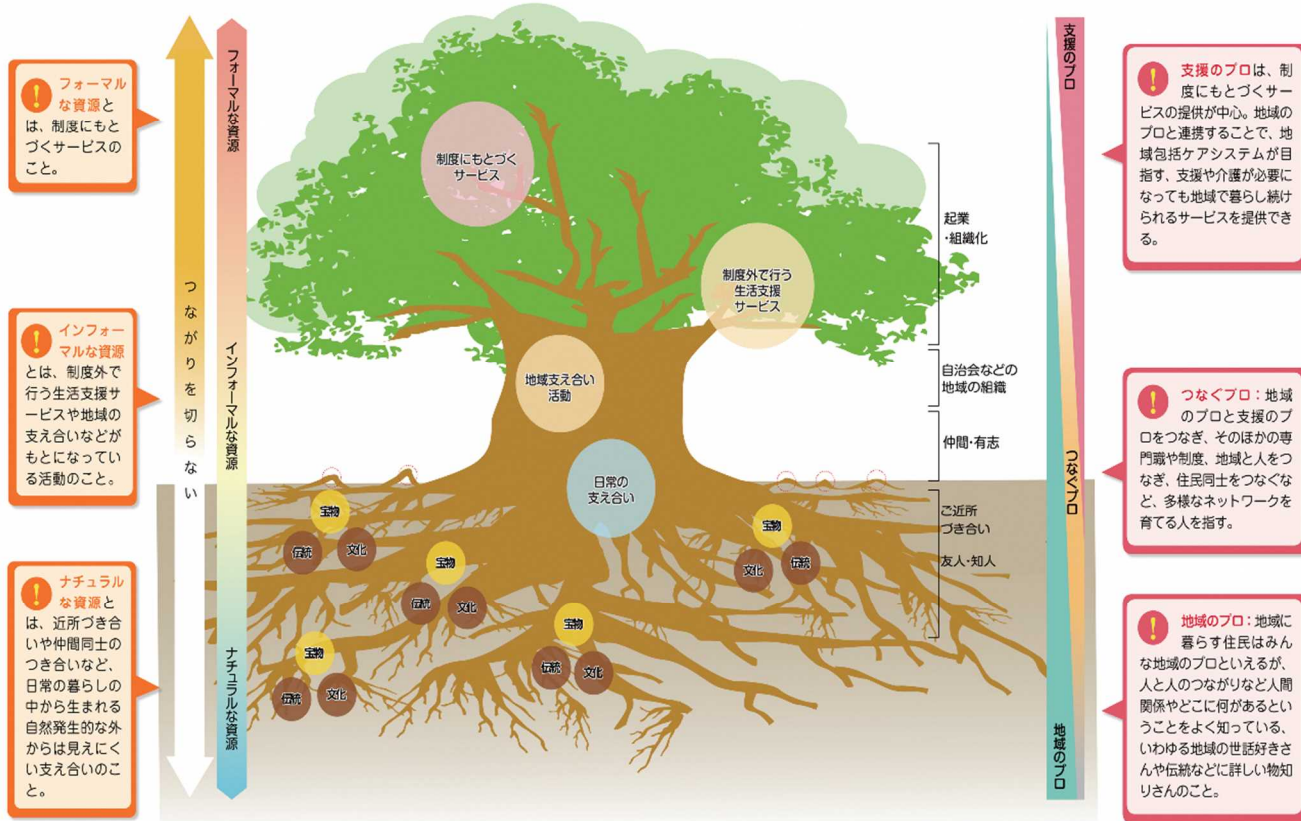 フォーマル
な資源と
は、制度にもと
づくサービスの
こと。
インフォー
マルな資源
とは、制度外で
行う生活支援サ
ービスや地域の
支え合いなどが
もとになってい
る活動のこと。
ナチュラル
な資源と
は、近所づき合
いや仲間同士の
つき合いなど、
日常の暮らしの
中から生まれる
自然発生的な外
からは見えにく
い支え合いのこ
と。
つながりを切らない
フォーマルな資源
インフォーマルな資源
ナチュラルな資源
制度にもとづく
サービス
制度外で行う
生活支援
サービス
地域支え合い
活動
日常の
支え合い
宝物
伝統
文化
宝物
伝統
文化
宝物
伝統
文化
宝物
伝統
文化
宝物
文化
伝統
起業
・組織化
自治会などの
地域の組織
仲間・有志
ご近所
づき合い
友人・知人
支援のプロ
つなぐプロ
地域のプロ
支援のプロは、制
度にもとづくサー
ビスの提供が中心。地域の
プロと連携することで、地
域包括ケアシステムが目
指す、支援や介護が必要に
なっても地域で暮らし続け
られるサービスを提供でき
る。
つなぐプロ：地域
のプロと支援のプ
ロをつなぎ、そのほかの専
門職や制度、地域と人をつ
なぎ、住民同士をつなぐな
ど、多様なネットワークを
育てる人を指す。
地域のプロ：地域に
暮らす住民はみん
な地域のプロといえるが、
人と人のつながりなど人間
関係やどこに何があるとい
うことをよく知っている、
いわゆる地域の世話好きさ
んや伝統などに詳しい物知
りさんのこと。